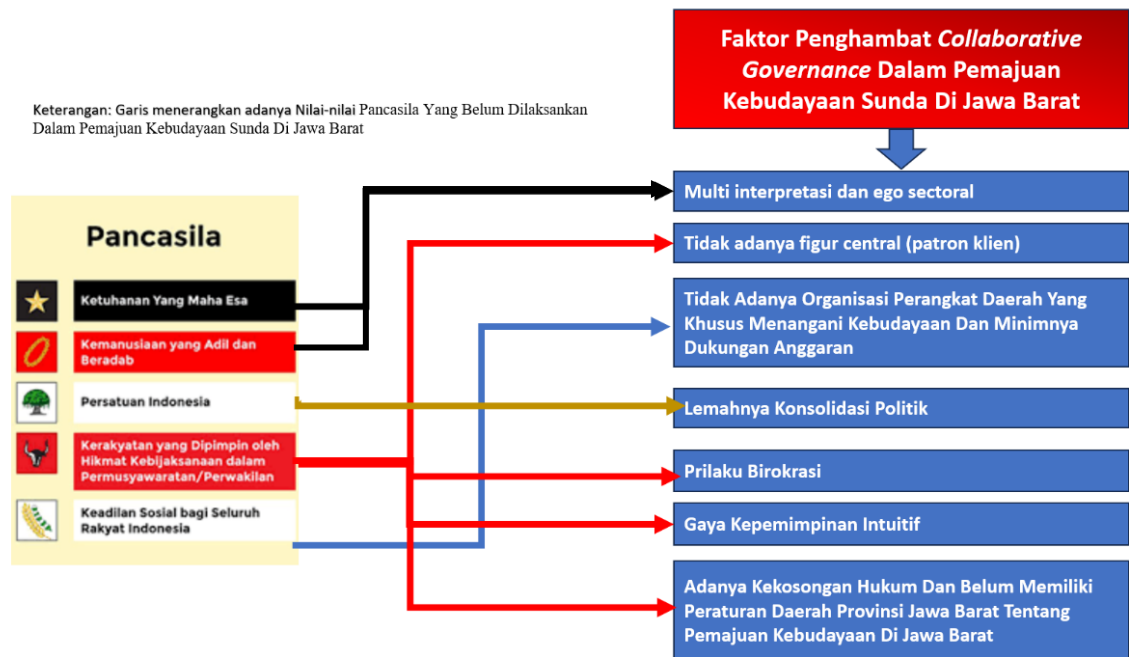 Faktor Penghambat Collaborative
Governance Dalam Pemajuan
Kebudayaan Sunda Di Jawa Barat
Keterangan: Garis menerangkan adanya Nilai-nilai Pancasila Yang Belum Dilaksankan
Dalam Pemajuan Kebudayaan Sunda Di Jawa Barat
Pancasila
Ketuhanan Yang Maha Esa
Kemanusiaan yang Adil dan
Beradab
Persatuan Indonesia
Kerakyatan yang Dipimpin oleh
Hikmat Kebijaksanaan dalam
Permusyawaratan/Perwakilan
Keadilan Sosial bagi Seluruh
Rakyat Indonesia
Multi interpretasi dan ego sectoral
Tidak adanya figur central (patron klien)
Tidak Adanya Organisasi Perangkat Daerah Yang
Khusus Menangani Kebudayaan Dan Minimnya
Dukungan Anggaran
Lemahnya Konsolidasi Politik
Prilaku Birokrasi
Gaya Kepemimpinan Intuitif
Adanya Kekosongan Hukum Dan Belum Memiliki
Peraturan Daerah Provinsi Jawa Barat Tentang
Pemajuan Kebudayaan Di Jawa Barat